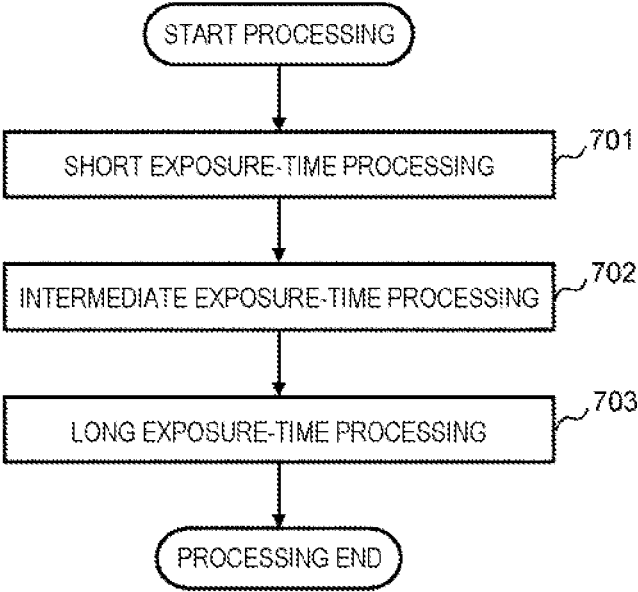 START PROCESSING
701
SHORT EXPOSURE-TIME PROCESSING
702
INTERMEDIATE EXPOSURE-TIME PROCESSING
703
LONG EXPOSURE-TIME PROCESSING
PROCESSING END